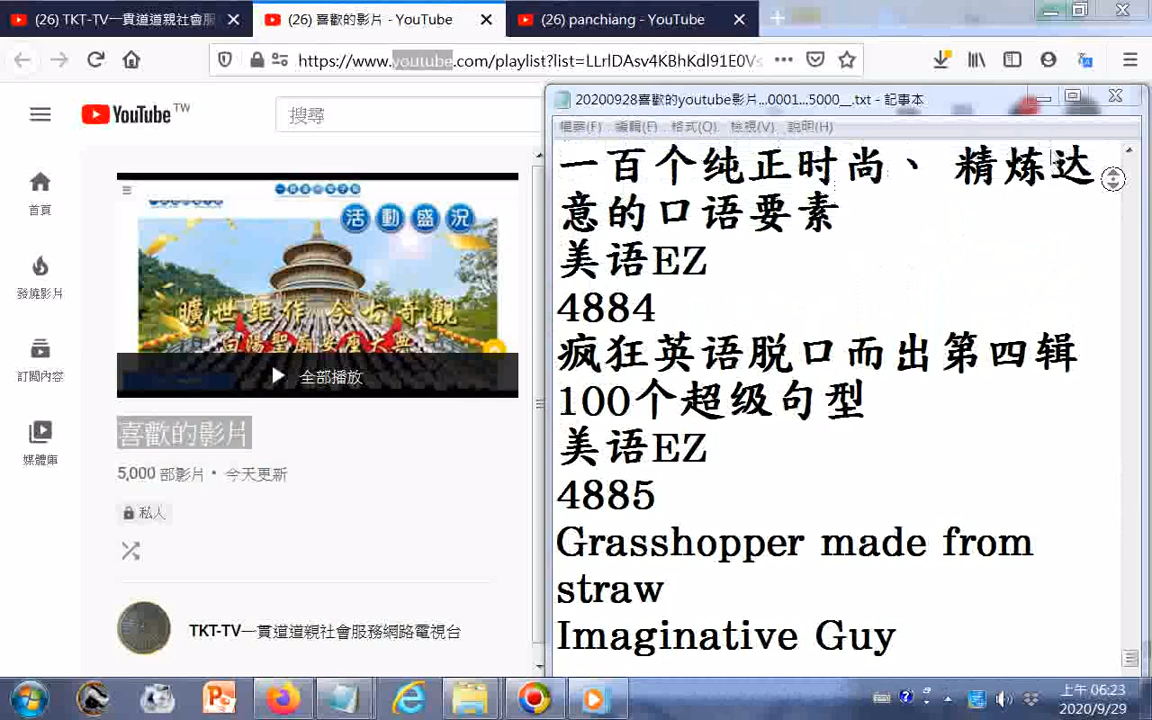 (26) TKT-TV一貫道道親社會服
(26) 喜歡的影片 - YouTube
(26) panchiang - YouTube
https://www.youtube.com/playlist?list=LLrlDAsv4KBhKdl91E0Vs
YouTube TW
搜尋
首頁
發燒影片
訂閱內容
媒體庫
活動盛況
曠世鉅作 今古奇觀
全部播放
喜歡的影片
5,000 部影片 • 今天更新
私人
TKT-TV一貫道道親社會服務網路電視台
20200928喜歡的youtube影片...0001...5000__.txt - 記事本
檔案(F) 編輯(E) 格式(O) 檢視(V) 說明(H)
一百个纯正时尚、 精炼达
意的口语要素
美语EZ
4884
疯狂英语脱口而出第四辑
100个超级句型
美语EZ
4885
Grasshopper made from
straw
Imaginative Guy
上午 06:23
2020/9/29